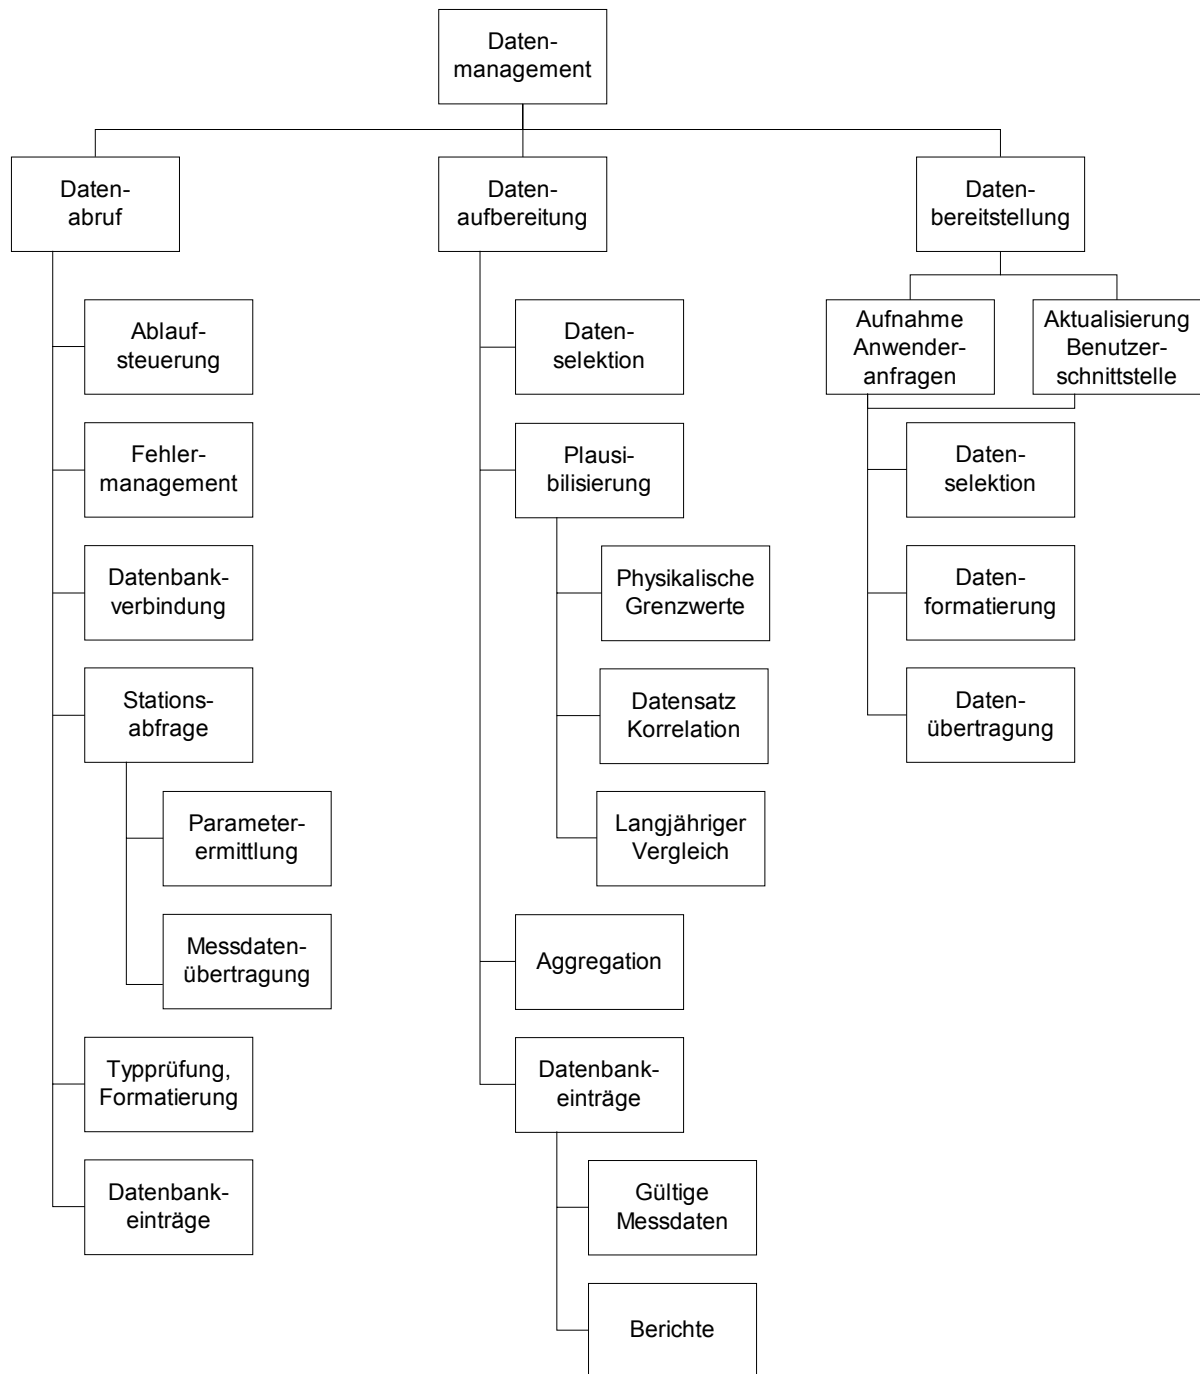 Daten-
management
Daten-
abruf
Ablauf-
steuerung
Fehler-
management
Datenbank-
verbindung
Stations-
abfrage
Parameter-
ermittlung
Messdaten-
übertragung
Typprüfung,
Formatierung
Datenbank-
einträge
Daten-
aufbereitung
Daten-
selektion
Plausi-
bilisierung
Physikalische
Grenzwerte
Datensatz
Korrelation
Langjähriger
Vergleich
Aggregation
Datenbank-
einträge
Gültige
Messdaten
Berichte
Daten-
bereitstellung
Aufnahme
Anwender-
anfragen
Aktualisierung
Benutzer-
schnittstelle
Daten-
selektion
Daten-
formatierung
Daten-
übertragung